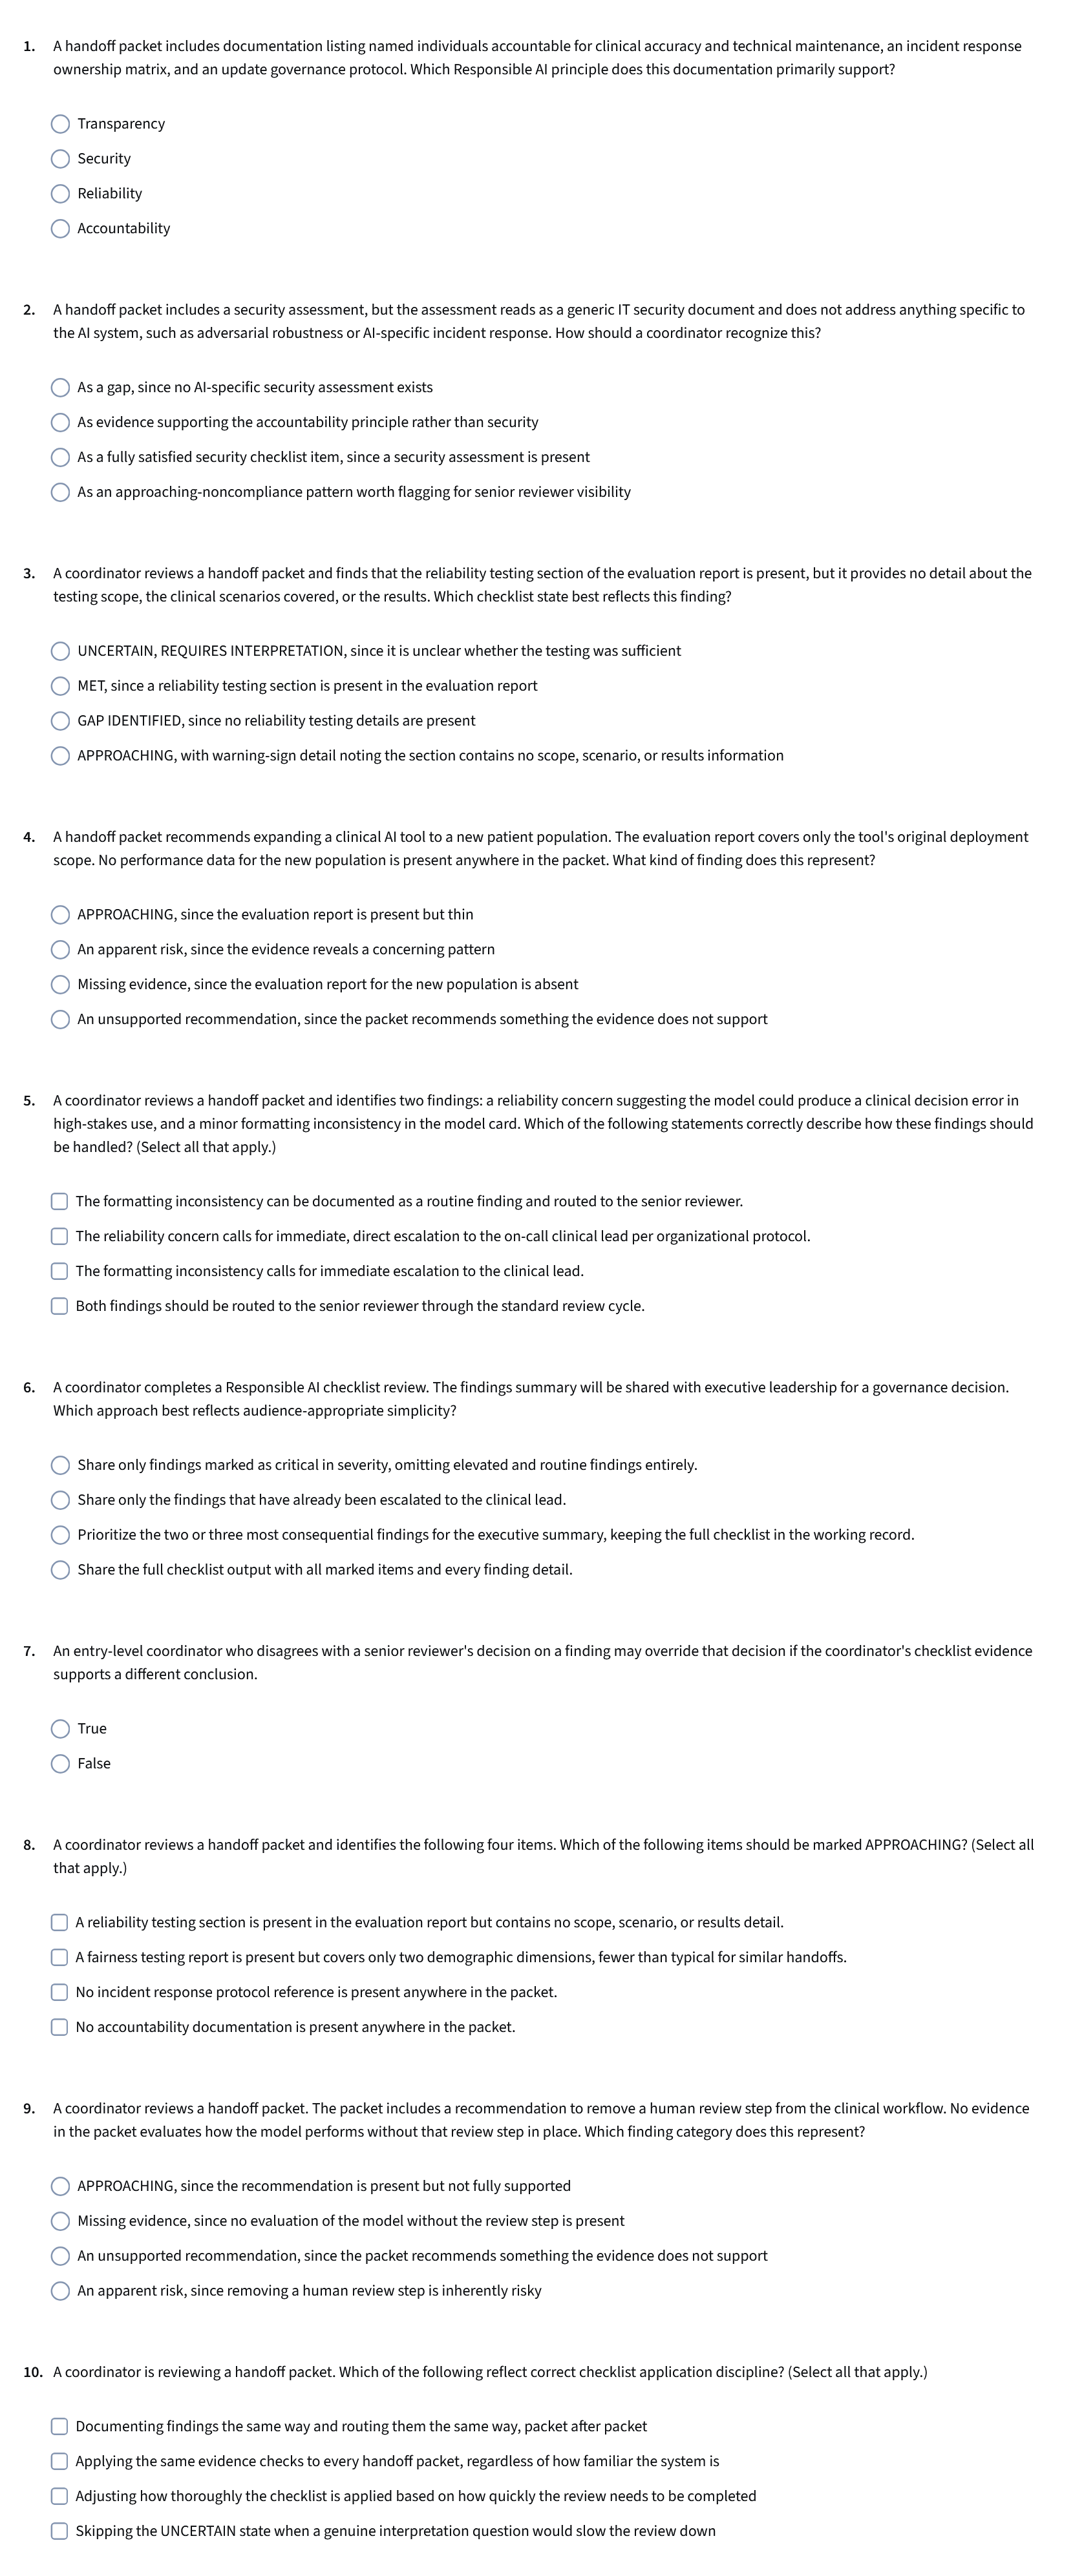 1. A handoff packet includes documentation listing named individuals accountable for clinical accuracy and technical maintenance, an incident response
ownership matrix, and an update governance protocol. Which Responsible AI principle does this documentation primarily support?
Transparency
Security
Reliability
Accountability
2. A handoff packet includes a security assessment, but the assessment reads as a generic IT security document and does not address anything specific to
the AI system, such as adversarial robustness or AI-specific incident response. How should a coordinator recognize this?
As a gap, since no AI-specific security assessment exists
As evidence supporting the accountability principle rather than security
As a fully satisfied security checklist item, since a security assessment is present
As an approaching-noncompliance pattern worth flagging for senior reviewer visibility
3. A coordinator reviews a handoff packet and finds that the reliability testing section of the evaluation report is present, but it provides no detail about the
testing scope, the clinical scenarios covered, or the results. Which checklist state best reflects this finding?
UNCERTAIN, REQUIRES INTERPRETATION, since it is unclear whether the testing was sufficient
MET, since a reliability testing section is present in the evaluation report
GAP IDENTIFIED, since no reliability testing details are present
APPROACHING, with warning-sign detail noting the section contains no scope, scenario, or results information
4. A handoff packet recommends expanding a clinical AI tool to a new patient population. The evaluation report covers only the tool's original deployment
scope. No performance data for the new population is present anywhere in the packet. What kind of finding does this represent?
APPROACHING, since the evaluation report is present but thin
An apparent risk, since the evidence reveals a concerning pattern
Missing evidence, since the evaluation report for the new population is absent
An unsupported recommendation, since the packet recommends something the evidence does not support
5. A coordinator reviews a handoff packet and identifies two findings: a reliability concern suggesting the model could produce a clinical decision error in
high-stakes use, and a minor formatting inconsistency in the model card. Which of the following statements correctly describe how these findings should
be handled? (Select all that apply.)
The formatting inconsistency can be documented as a routine finding and routed to the senior reviewer.
The reliability concern calls for immediate, direct escalation to the on-call clinical lead per organizational protocol.
The formatting inconsistency calls for immediate escalation to the clinical lead.
Both findings should be routed to the senior reviewer through the standard review cycle.
6. A coordinator completes a Responsible AI checklist review. The findings summary will be shared with executive leadership for a governance decision.
Which approach best reflects audience-appropriate simplicity?
Share only findings marked as critical in severity, omitting elevated and routine findings entirely.
Share only the findings that have already been escalated to the clinical lead.
Prioritize the two or three most consequential findings for the executive summary, keeping the full checklist in the working record.
Share the full checklist output with all marked items and every finding detail.
7. An entry-level coordinator who disagrees with a senior reviewer's decision on a finding may override that decision if the coordinator's checklist evidence
supports a different conclusion.
True
False
8. A coordinator reviews a handoff packet and identifies the following four items. Which of the following items should be marked APPROACHING? (Select all
that apply.)
A reliability testing section is present in the evaluation report but contains no scope, scenario, or results detail.
A fairness testing report is present but covers only two demographic dimensions, fewer than typical for similar handoffs.
No incident response protocol reference is present anywhere in the packet.
No accountability documentation is present anywhere in the packet.
9. A coordinator reviews a handoff packet. The packet includes a recommendation to remove a human review step from the clinical workflow. No evidence
in the packet evaluates how the model performs without that review step in place. Which finding category does this represent?
APPROACHING, since the recommendation is present but not fully supported
Missing evidence, since no evaluation of the model without the review step is present
An unsupported recommendation, since the packet recommends something the evidence does not support
An apparent risk, since removing a human review step is inherently risky
10. A coordinator is reviewing a handoff packet. Which of the following reflect correct checklist application discipline? (Select all that apply.)
Documenting findings the same way and routing them the same way, packet after packet
Applying the same evidence checks to every handoff packet, regardless of how familiar the system is
Adjusting how thoroughly the checklist is applied based on how quickly the review needs to be completed
Skipping the UNCERTAIN state when a genuine interpretation question would slow the review down